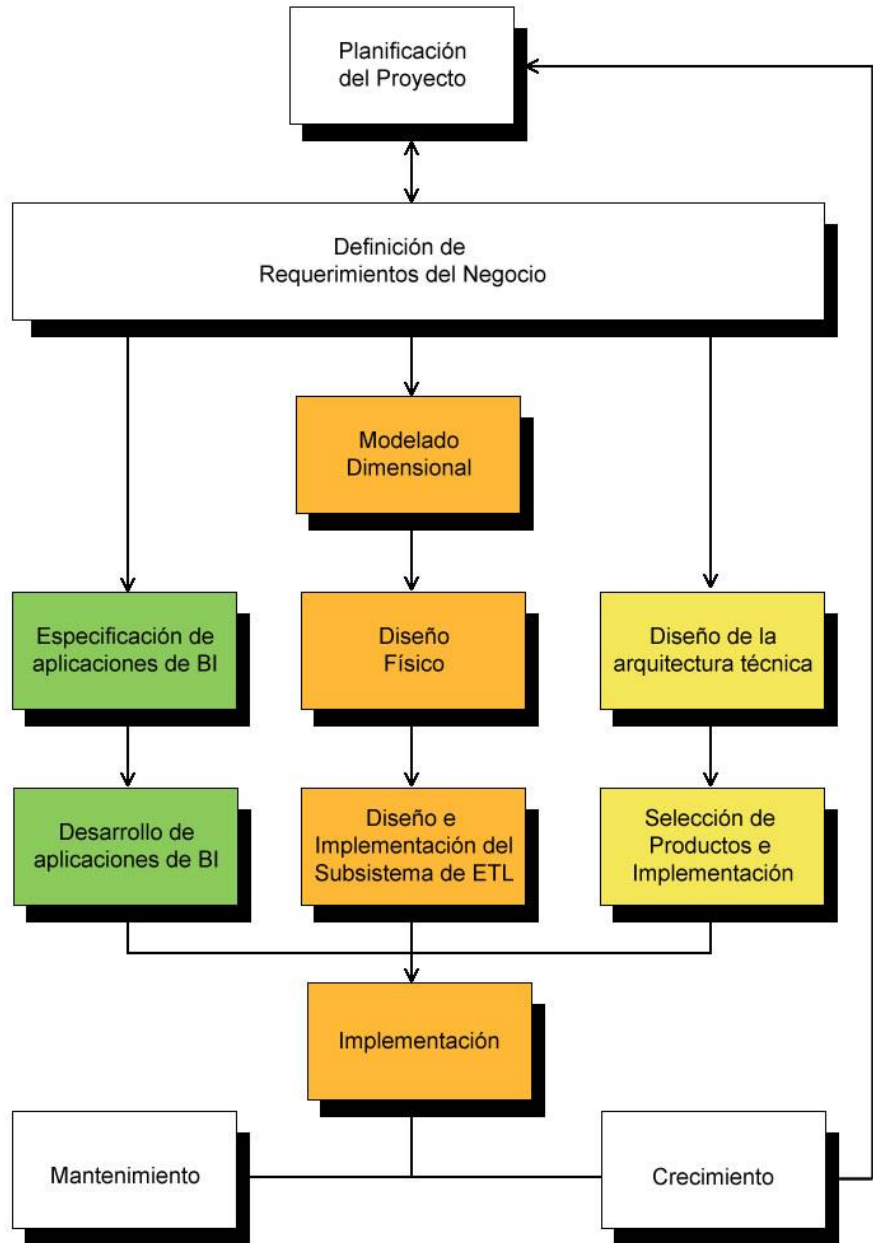 Planificación
del Proyecto
Definición de
Requerimientos del Negocio
Modelado
Dimensional
Especificación de
aplicaciones de BI
Diseño
Físico
Diseño de la
arquitectura técnica
Desarrollo de
aplicaciones de BI
Diseño e
Implementación del
Subsistema de ETL
Selección de
Productos e
Implementación
Implementación
Mantenimiento
Crecimiento